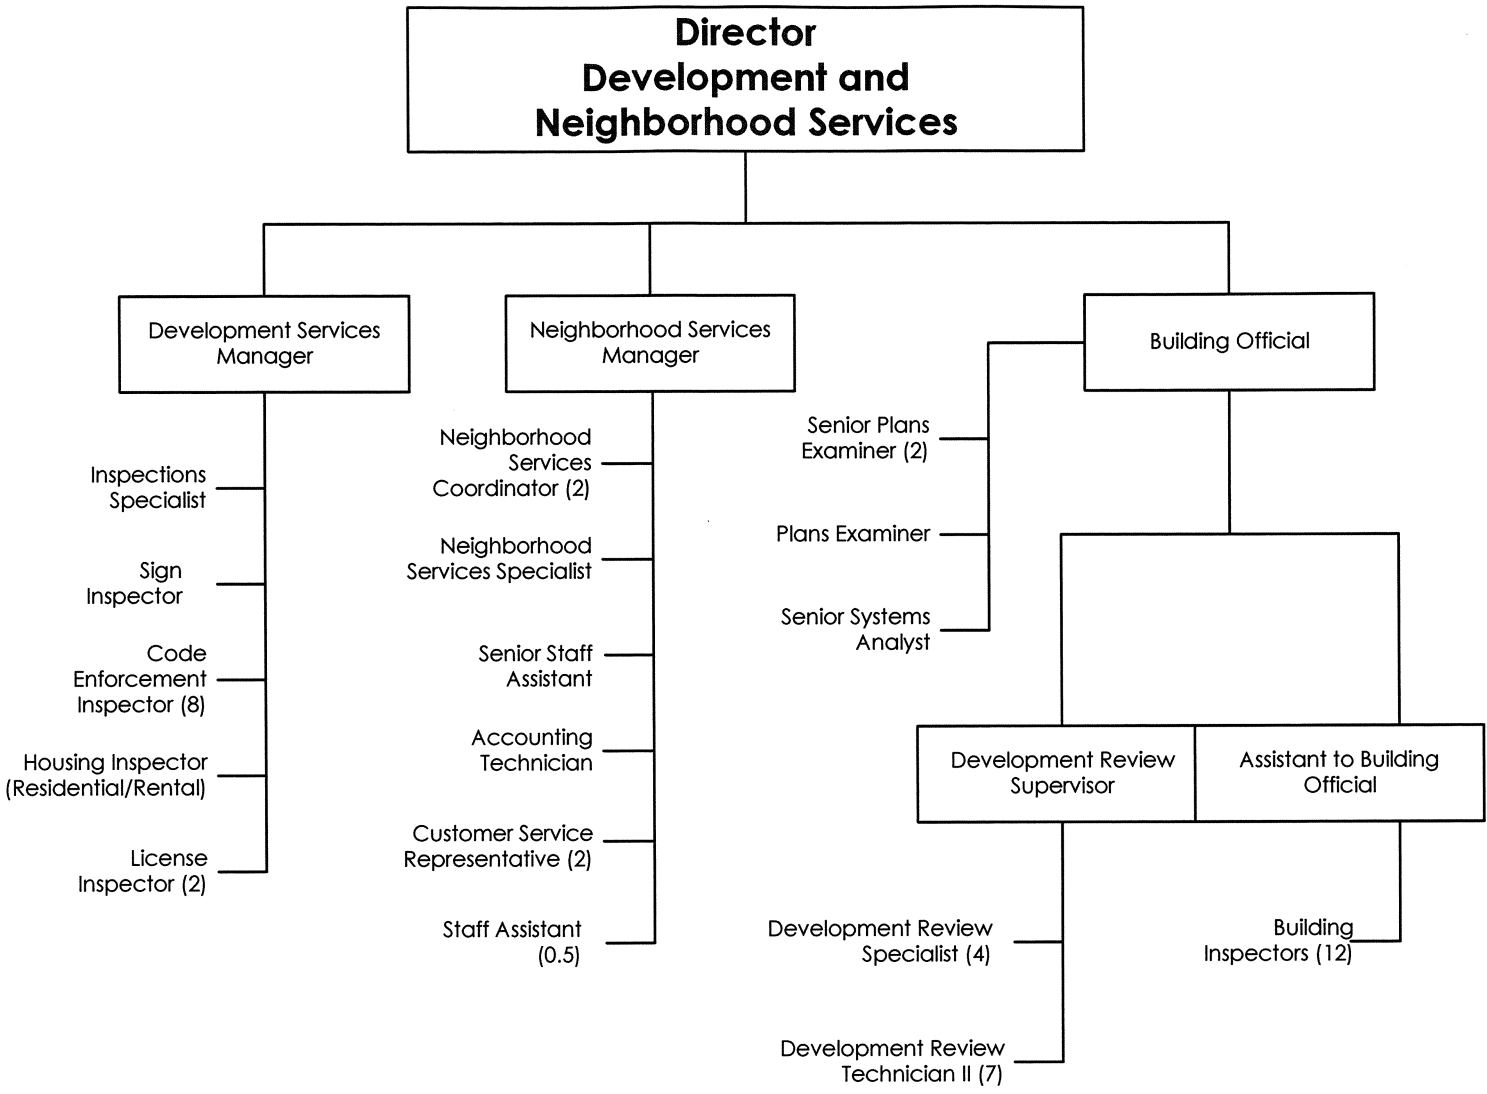 Director
Development and
Neighborhood Services
Development Services
Manager
Neighborhood Services
Manager
Building Official
Inspections
Specialist
Sign
Inspector
Code
Enforcement
Inspector (8)
Housing Inspector
(Residential/Rental)
License
Inspector (2)
Neighborhood
Services
Coordinator (2)
Neighborhood
Services Specialist
Senior Staff
Assistant
Accounting
Technician
Customer Service
Representative (2)
Staff Assistant
(0.5)
Senior Plans
Examiner (2)
Plans Examiner
Senior Systems
Analyst
Development Review
Supervisor
Assistant to Building
Official
Development Review
Specialist (4)
Development Review
Technician II (7)
Building
Inspectors (12)